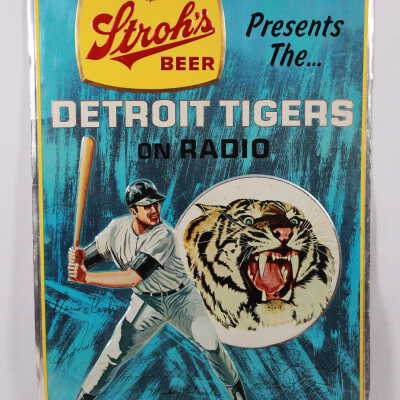 Stroh's
BEER
Presents
The...
DETROIT TIGERS
ON RADIO